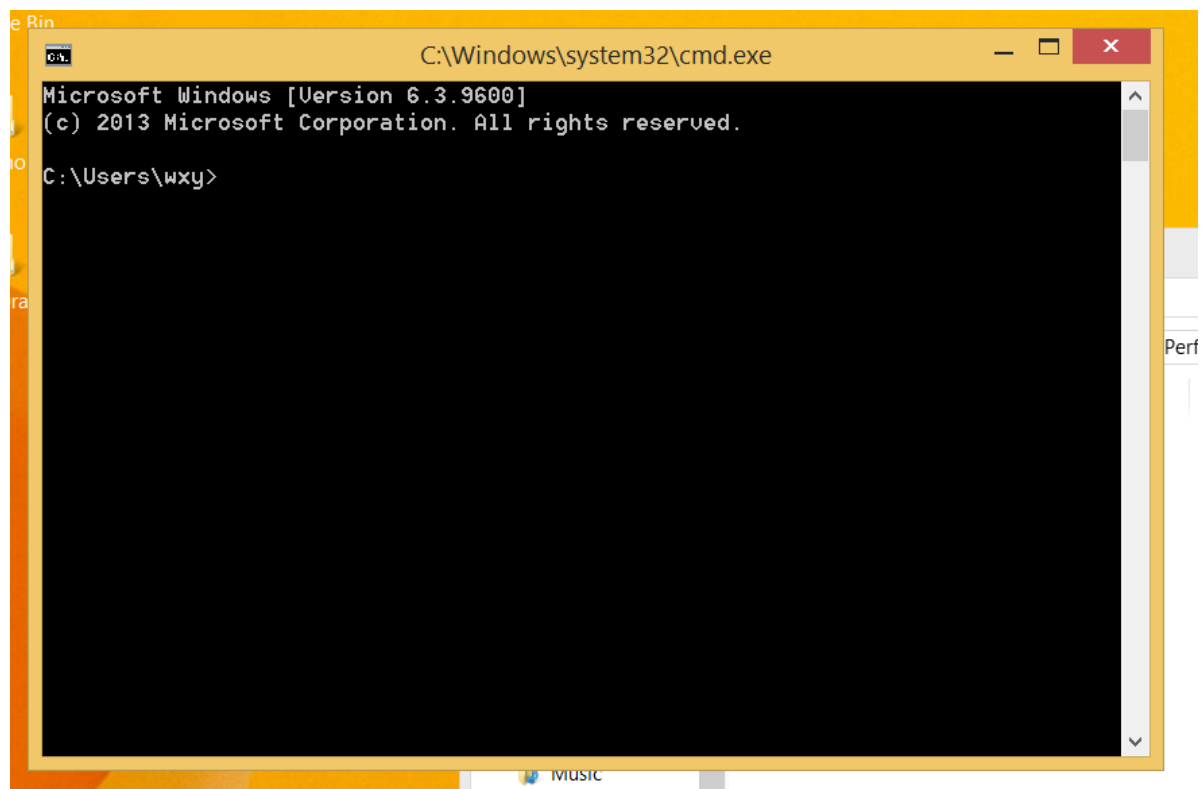 e Bin
C:\Windows\system32\cmd.exe
Microsoft Windows [Version 6.3.9600]
(c) 2013 Microsoft Corporation. All rights reserved.
C:\Users\wxy>
Perf
Music